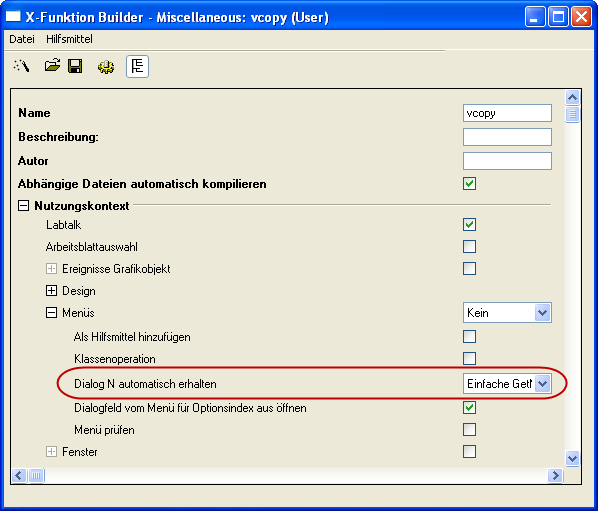 X-Funktion Builder - Miscellaneous: vcopy (User)
Datei Hilfsmittel
Name vcopy
Beschreibung:
Autor
Abhängige Dateien automatisch kompilieren
Nutzungskontext
Labtalk
Arbeitsblattauswahl
Ereignisse Grafikobjekt
Design
Menüs Kein
Als Hilfsmittel hinzufügen
Klassenoperation
Dialog N automatisch erhalten Einfache Get
Dialogfeld vom Menü für Optionsindex aus öffnen
Menü prüfen
Fenster